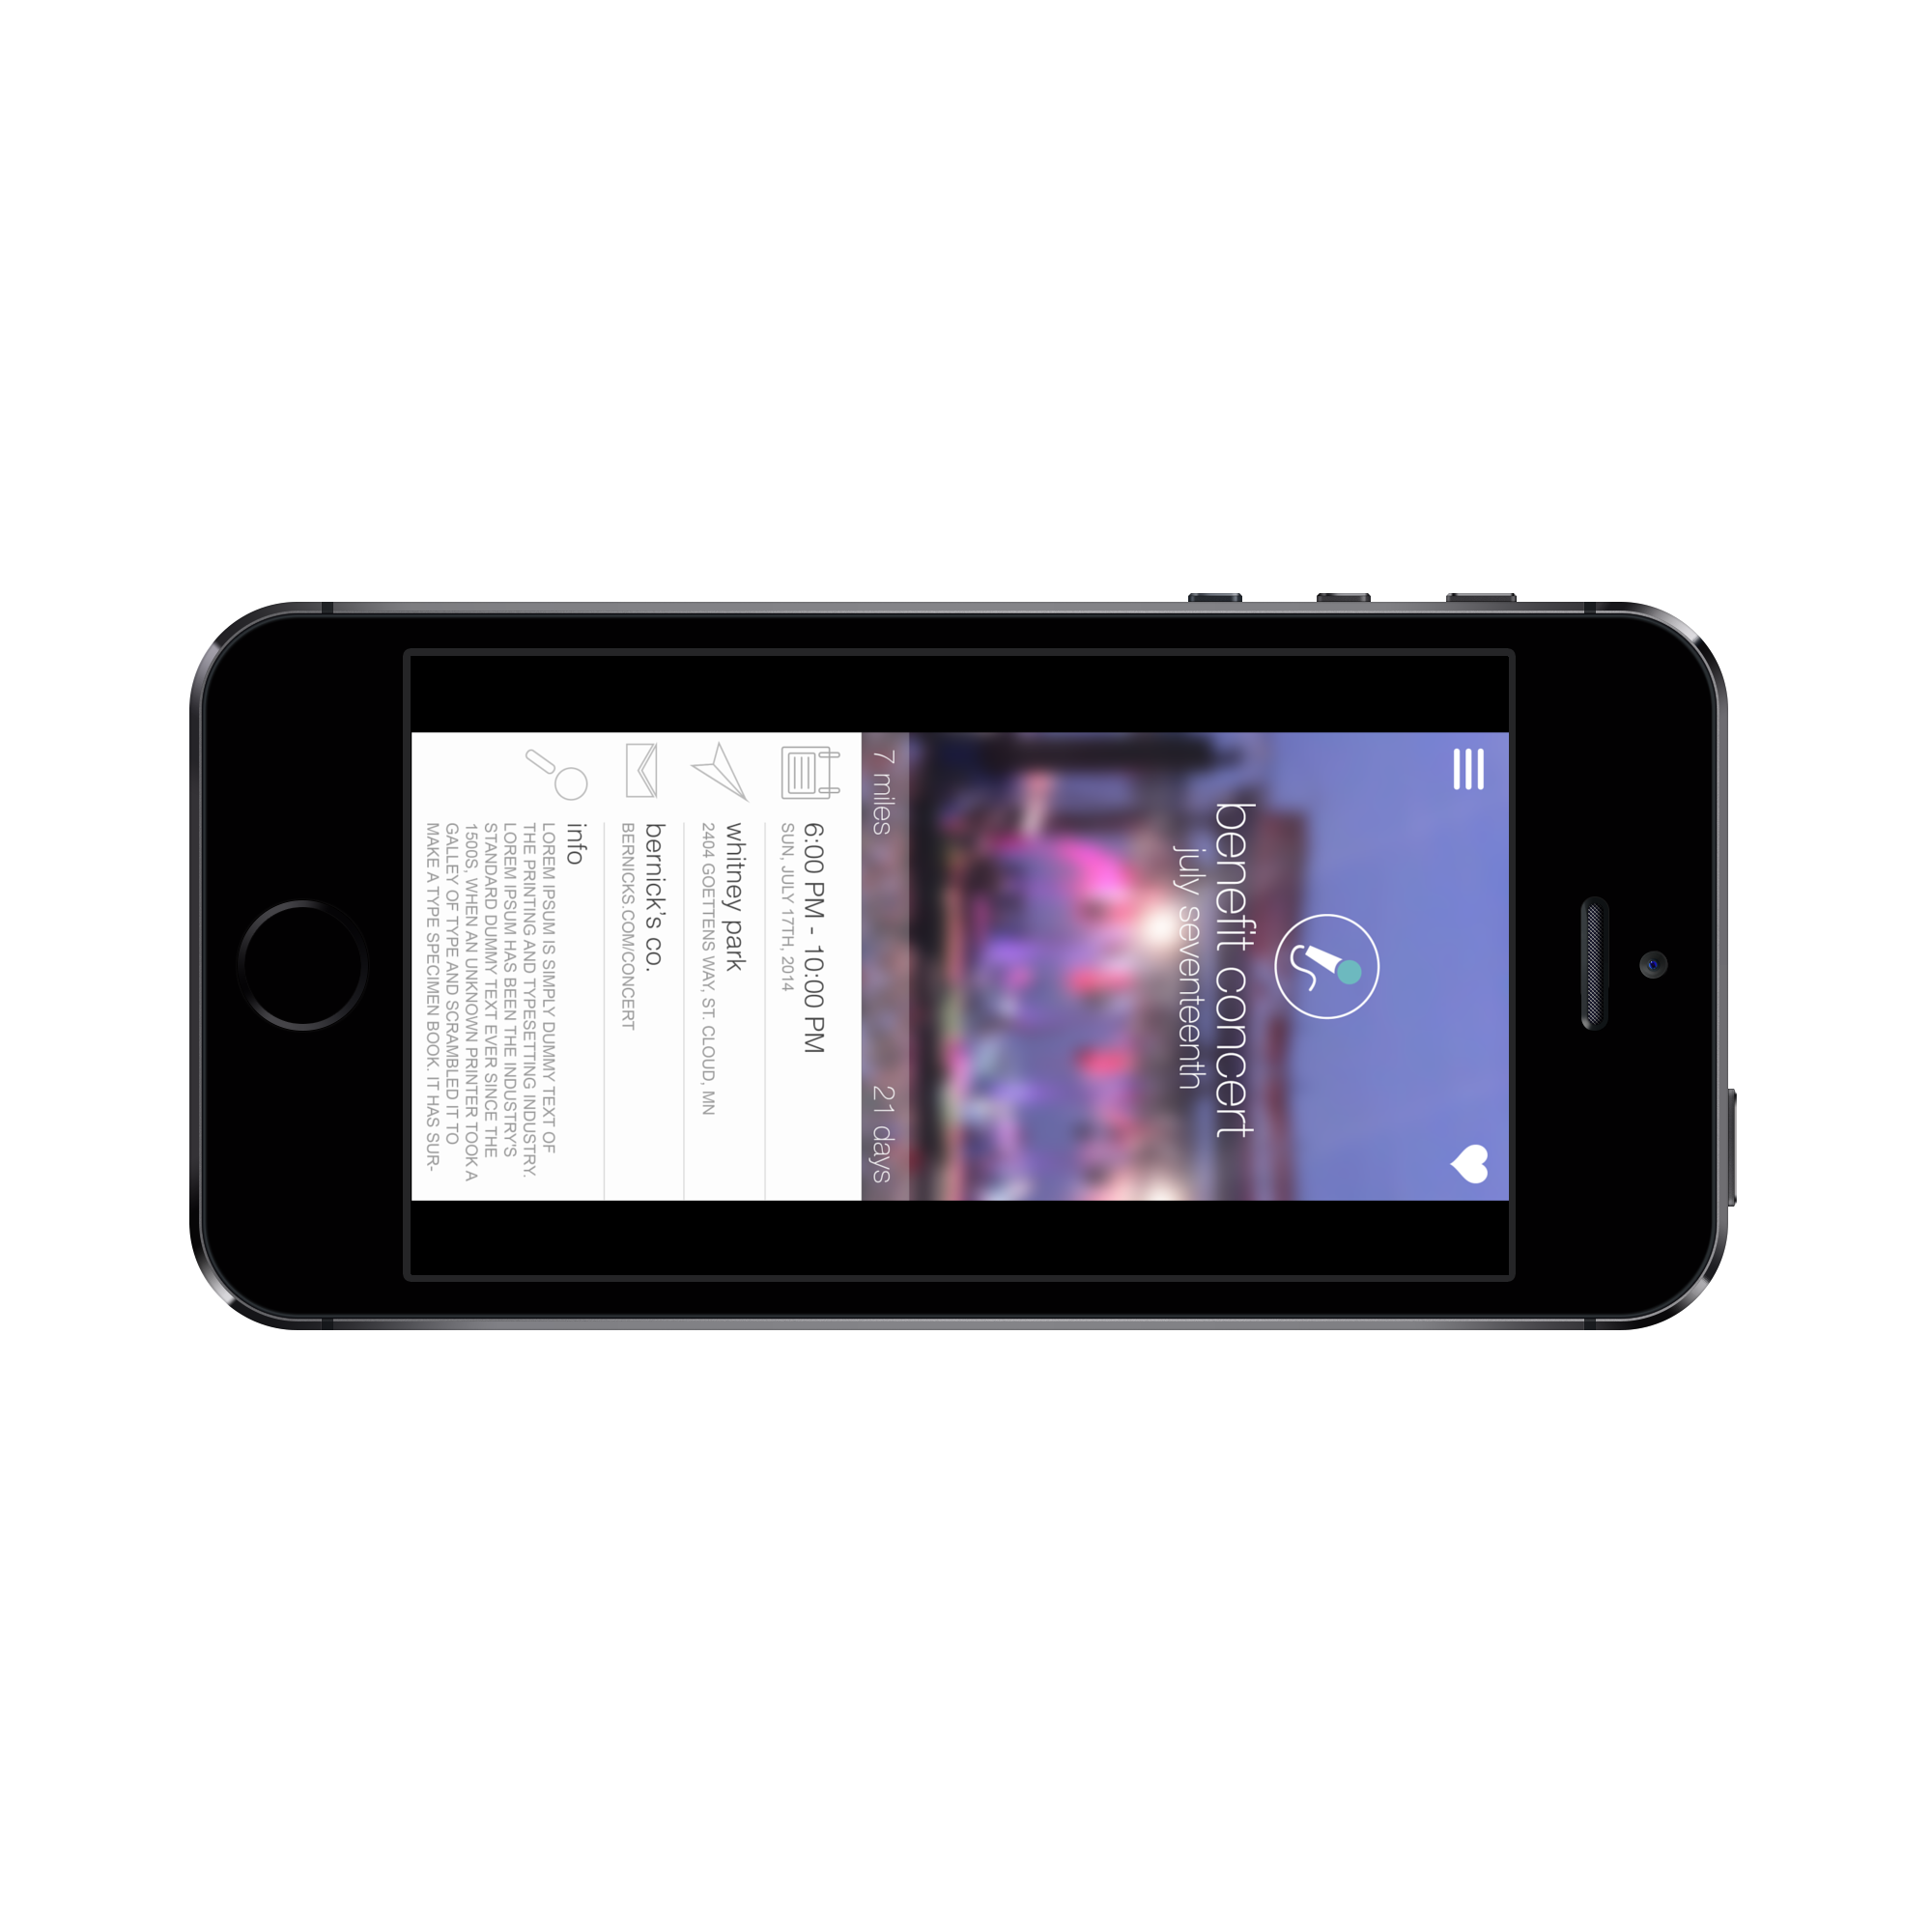 benefit concert
july seventeenth
7 miles
21 days
6:00 PM - 10:00 PM
SUN, JULY 17TH, 2014
whitney park
2404 GOETTENS WAY, ST. CLOUD, MN
bernick's co.
BERNICKS.COM/CONCERT
info
LOREM IPSUM IS SIMPLY DUMMY TEXT OF
THE PRINTING AND TYPESETTING INDUSTRY.
LOREM IPSUM HAS BEEN THE INDUSTRY'S
STANDARD DUMMY TEXT EVER SINCE THE
1500S, WHEN AN UNKNOWN PRINTER TOOK A
GALLEY OF TYPE AND SCRAMBLED IT TO
MAKE A TYPE SPECIMEN BOOK. IT HAS SUR-